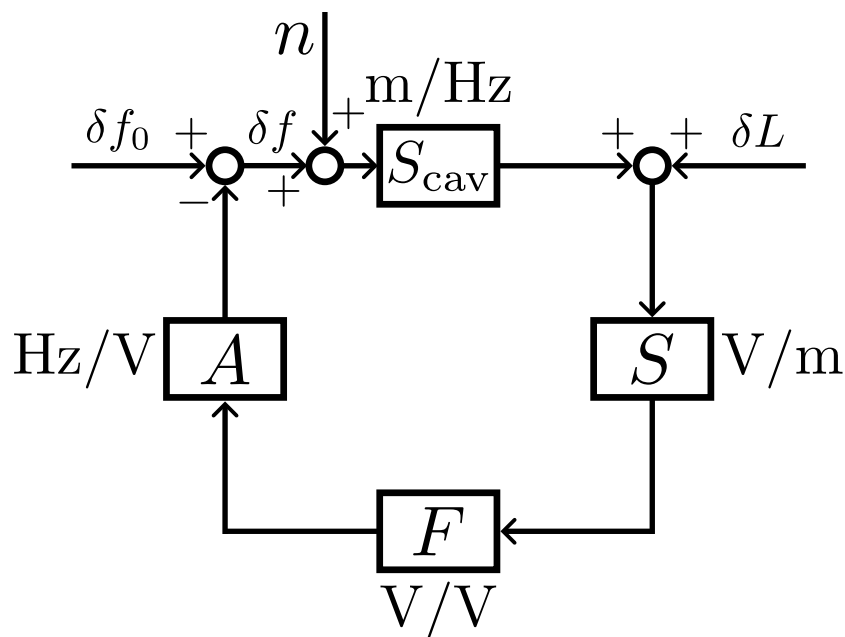 n
m/Hz
δf₀ + δf + + + δL
S_cav
− +
Hz/V A S V/m
F
V/V